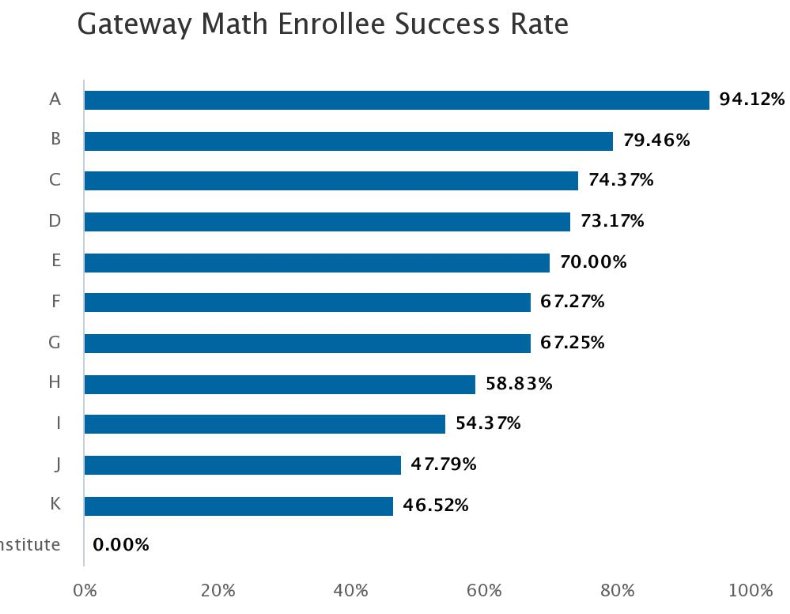 Gateway Math Enrollee Success Rate
A 94.12%
B 79.46%
C 74.37%
D 73.17%
E 70.00%
F 67.27%
G 67.25%
H 58.83%
I 54.37%
J 47.79%
K 46.52%
0.00%
0% 20% 40% 60% 80% 100%